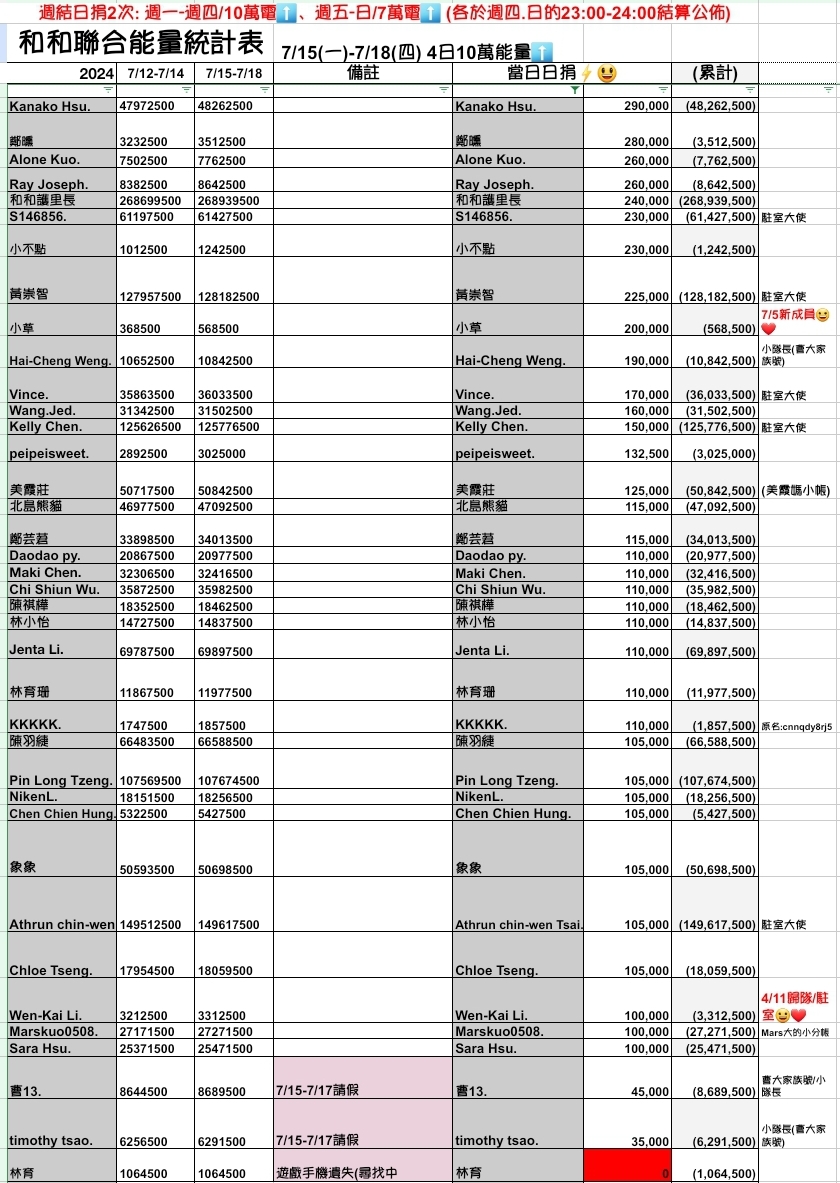 週結日捐2次: 週一-週四/10萬電⬆️、週五-日/7萬電⬆️ (各於週四.日的23:00-24:00結算公佈)
和和聯合能量統計表 7/15(一)-7/18(四) 4日10萬能量⬆️
2024 7/12-7/14 7/15-7/18 備註 當日日捐⚡😃 (累計)
Kanako Hsu. 47972500 48262500 Kanako Hsu. 290,000 (48,262,500)
鄭曛 3232500 3512500 鄭曛 280,000 (3,512,500)
Alone Kuo. 7502500 7762500 Alone Kuo. 260,000 (7,762,500)
Ray Joseph. 8382500 8642500 Ray Joseph. 260,000 (8,642,500)
和和護里長 268699500 268939500 和和護里長 240,000 (268,939,500)
S146856. 61197500 61427500 S146856. 230,000 (61,427,500) 駐室大使
小不點 1012500 1242500 小不點 230,000 (1,242,500)
黃崇智 127957500 128182500 黃崇智 225,000 (128,182,500) 駐室大使
小草 368500 568500 小草 200,000 (568,500) 7/5新成員😆❤️
Hai-Cheng Weng. 10652500 10842500 Hai-Cheng Weng. 190,000 (10,842,500) 小隊長(曹大家族號)
Vince. 35863500 36033500 Vince. 170,000 (36,033,500) 駐室大使
Wang.Jed. 31342500 31502500 Wang.Jed. 160,000 (31,502,500)
Kelly Chen. 125626500 125776500 Kelly Chen. 150,000 (125,776,500) 駐室大使
peipeisweet. 2892500 3025000 peipeisweet. 132,500 (3,025,000)
美霞莊 50717500 50842500 美霞莊 125,000 (50,842,500) (美霞媽小帳)
北島熊貓 46977500 47092500 北島熊貓 115,000 (47,092,500)
鄭芸菪 33898500 34013500 鄭芸菪 115,000 (34,013,500)
Daodao py. 20867500 20977500 Daodao py. 110,000 (20,977,500)
Maki Chen. 32306500 32416500 Maki Chen. 110,000 (32,416,500)
Chi Shiun Wu. 35872500 35982500 Chi Shiun Wu. 110,000 (35,982,500)
陳祺樺 18352500 18462500 陳祺樺 110,000 (18,462,500)
林小怡 14727500 14837500 林小怡 110,000 (14,837,500)
Jenta Li. 69787500 69897500 Jenta Li. 110,000 (69,897,500)
林育珊 11867500 11977500 林育珊 110,000 (11,977,500)
KKKKK. 1747500 1857500 KKKKK. 110,000 (1,857,500) 原名:cnnqdy8rj5
陳羽緁 66483500 66588500 陳羽緁 105,000 (66,588,500)
Pin Long Tzeng. 107569500 107674500 Pin Long Tzeng. 105,000 (107,674,500)
NikenL. 18151500 18256500 NikenL. 105,000 (18,256,500)
Chen Chien Hung. 5322500 5427500 Chen Chien Hung. 105,000 (5,427,500)
象象 50593500 50698500 象象 105,000 (50,698,500)
Athrun chin-wen 149512500 149617500 Athrun chin-wen Tsai. 105,000 (149,617,500) 駐室大使
Chloe Tseng. 17954500 18059500 Chloe Tseng. 105,000 (18,059,500)
Wen-Kai Li. 3212500 3312500 Wen-Kai Li. 100,000 (3,312,500) 4/11歸隊/駐室😆❤️
Marskuo0508. 27171500 27271500 Marskuo0508. 100,000 (27,271,500) Mars大的小分帳
Sara Hsu. 25371500 25471500 Sara Hsu. 100,000 (25,471,500)
曹13. 8644500 8689500 7/15-7/17請假 曹13. 45,000 (8,689,500) 曹大家族號/小隊長
timothy tsao. 6256500 6291500 7/15-7/17請假 timothy tsao. 35,000 (6,291,500) 小隊長(曹大家族號)
林育 1064500 1064500 遊戲手機遺失(尋找中 林育 0 (1,064,500)